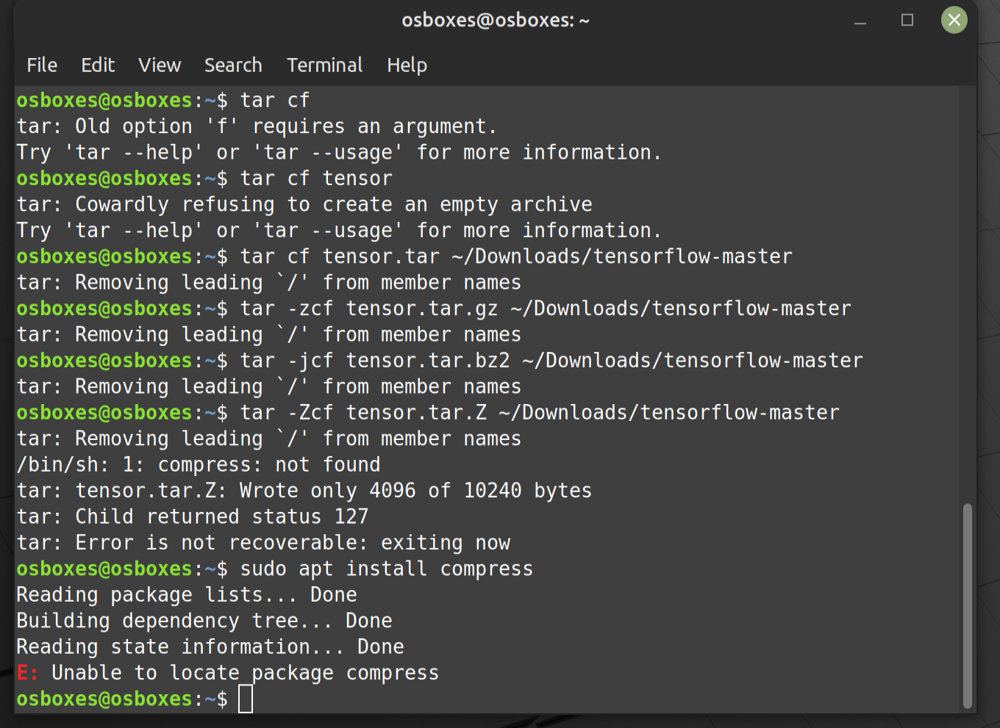 osboxes@osboxes: ~
File Edit View Search Terminal Help
osboxes@osboxes:~$ tar cf
tar: Old option 'f' requires an argument.
Try 'tar --help' or 'tar --usage' for more information.
osboxes@osboxes:~$ tar cf tensor
tar: Cowardly refusing to create an empty archive
Try 'tar --help' or 'tar --usage' for more information.
osboxes@osboxes:~$ tar cf tensor.tar ~/Downloads/tensorflow-master
tar: Removing leading `/' from member names
osboxes@osboxes:~$ tar -zcf tensor.tar.gz ~/Downloads/tensorflow-master
tar: Removing leading `/' from member names
osboxes@osboxes:~$ tar -jcf tensor.tar.bz2 ~/Downloads/tensorflow-master
tar: Removing leading `/' from member names
osboxes@osboxes:~$ tar -Zcf tensor.tar.Z ~/Downloads/tensorflow-master
tar: Removing leading `/' from member names
/bin/sh: 1: compress: not found
tar: tensor.tar.Z: Wrote only 4096 of 10240 bytes
tar: Child returned status 127
tar: Error is not recoverable: exiting now
osboxes@osboxes:~$ sudo apt install compress
Reading package lists... Done
Building dependency tree... Done
Reading state information... Done
E: Unable to locate package compress
osboxes@osboxes:~$